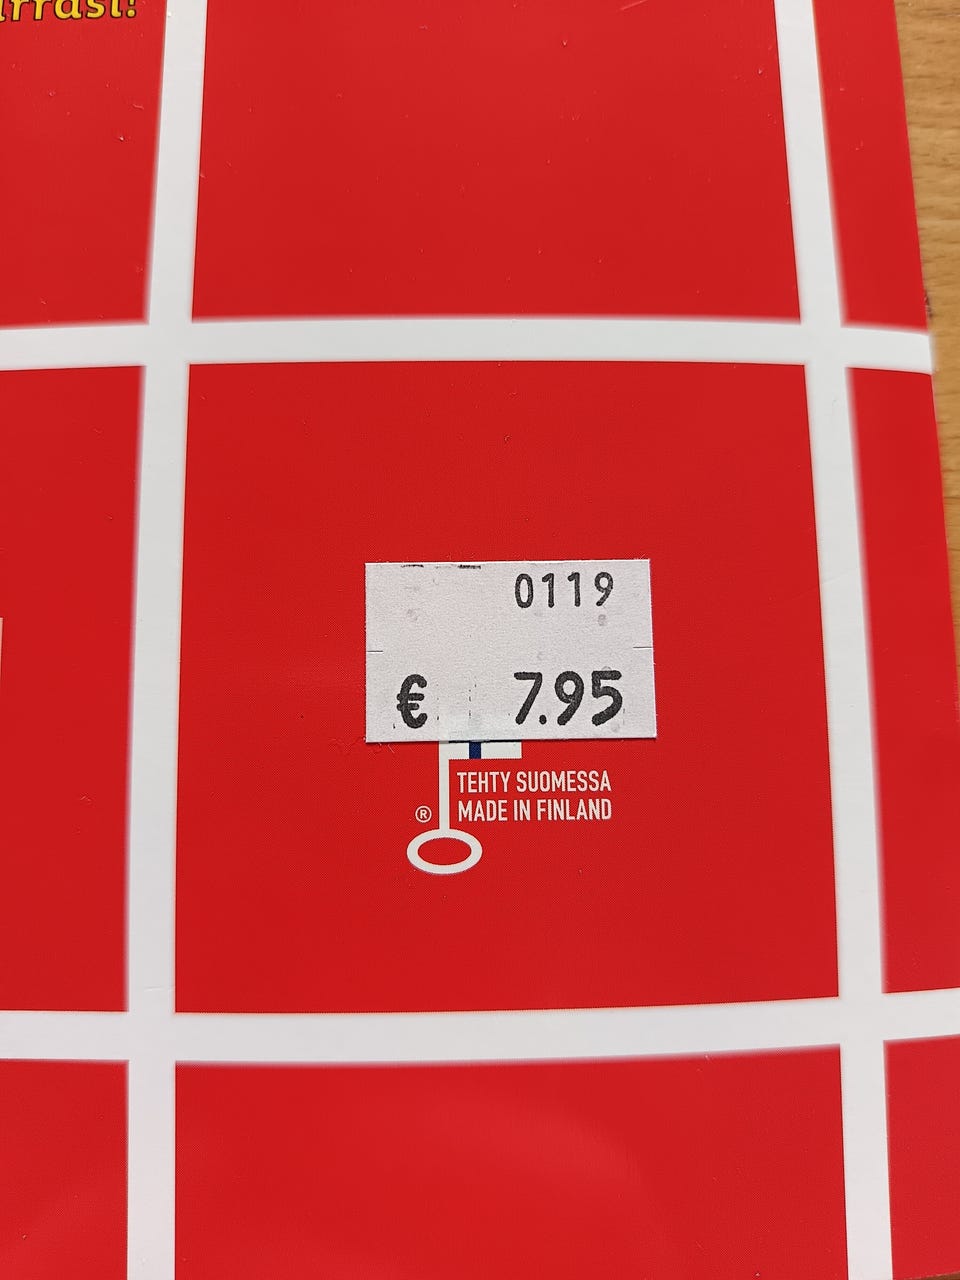 0119
€ 7.95
TEHTY SUOMESSA
® MADE IN FINLAND